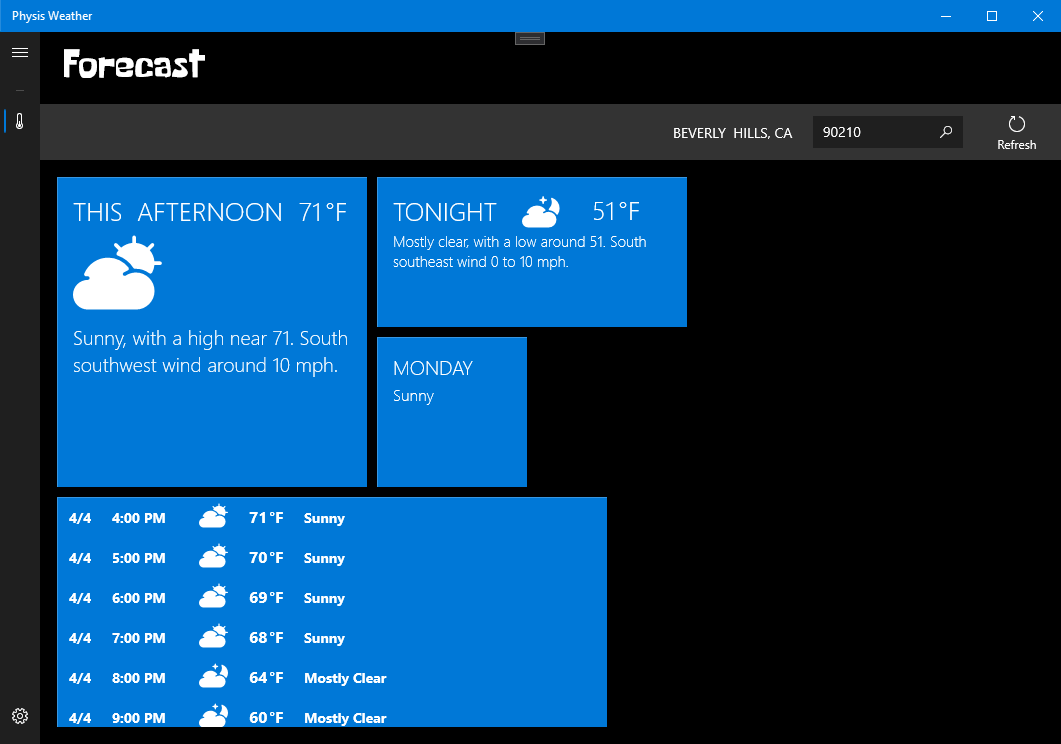 Physis Weather
Forecast
BEVERLY HILLS, CA
90210
Refresh
THIS AFTERNOON 71°F
Sunny, with a high near 71. South
southwest wind around 10 mph.
TONIGHT 51°F
Mostly clear, with a low around 51. South
southeast wind 0 to 10 mph.
MONDAY
Sunny
4/4 4:00 PM 71°F Sunny
4/4 5:00 PM 70°F Sunny
4/4 6:00 PM 69°F Sunny
4/4 7:00 PM 68°F Sunny
4/4 8:00 PM 64°F Mostly Clear
4/4 9:00 PM 60°F Mostly Clear